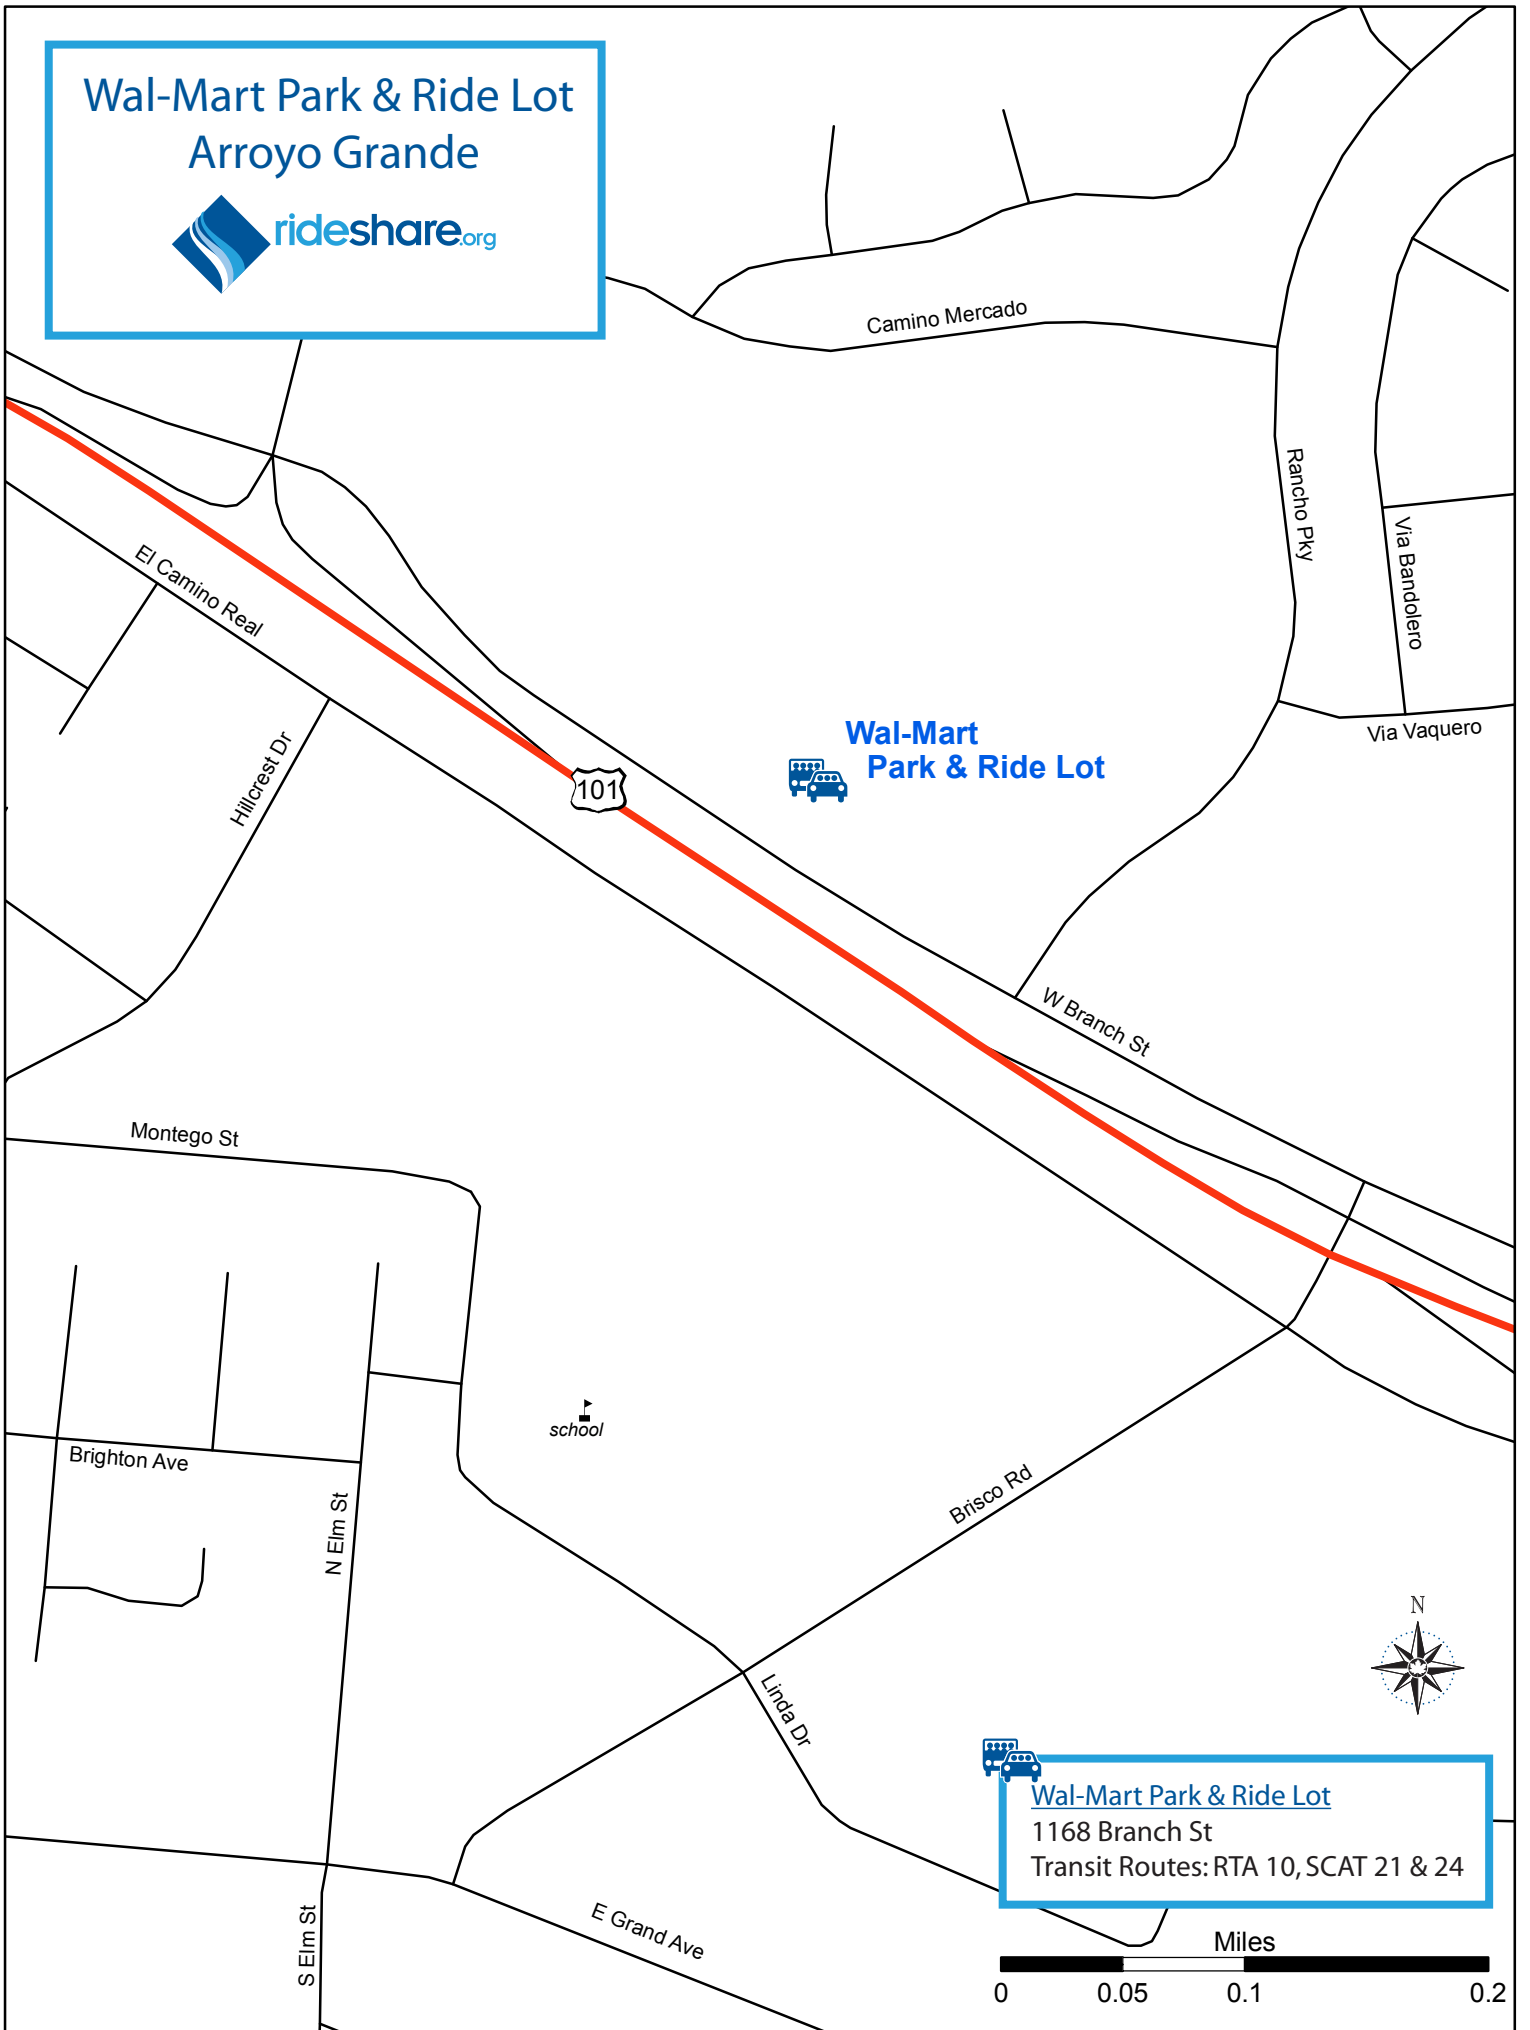 Wal-Mart Park & Ride Lot
Arroyo Grande
rideshare.org
Camino Mercado
Rancho Pky
Via Bandolero
Via Vaquero
El Camino Real
Hillcrest Dr
Wal-Mart
Park & Ride Lot
101
W Branch St
Montego St
school
Brighton Ave
N Elm St
Brisco Rd
Linda Dr
N
Wal-Mart Park & Ride Lot
1168 Branch St
Transit Routes: RTA 10, SCAT 21 & 24
S Elm St
E Grand Ave
Miles
0 0.05 0.1 0.2